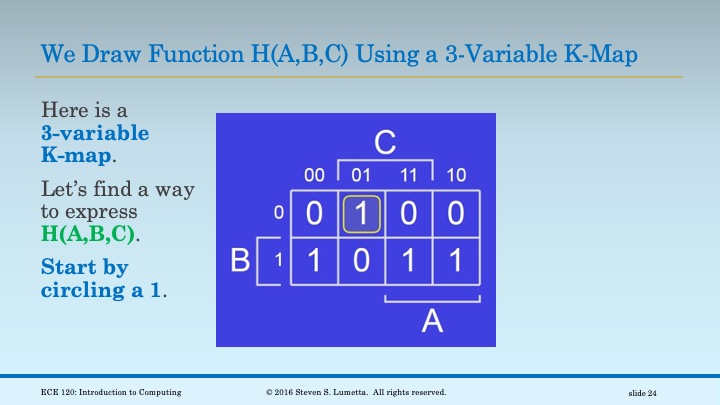 We Draw Function H(A,B,C) Using a 3-Variable K-Map
Here is a
3-variable
K-map.
Let’s find a way
to express
H(A,B,C).
Start by
circling a 1.
C
00 01 11 10
0 0 1 0 0
B 1 1 0 1 1
A
ECE 120: Introduction to Computing © 2016 Steven S. Lumetta. All rights reserved. slide 24